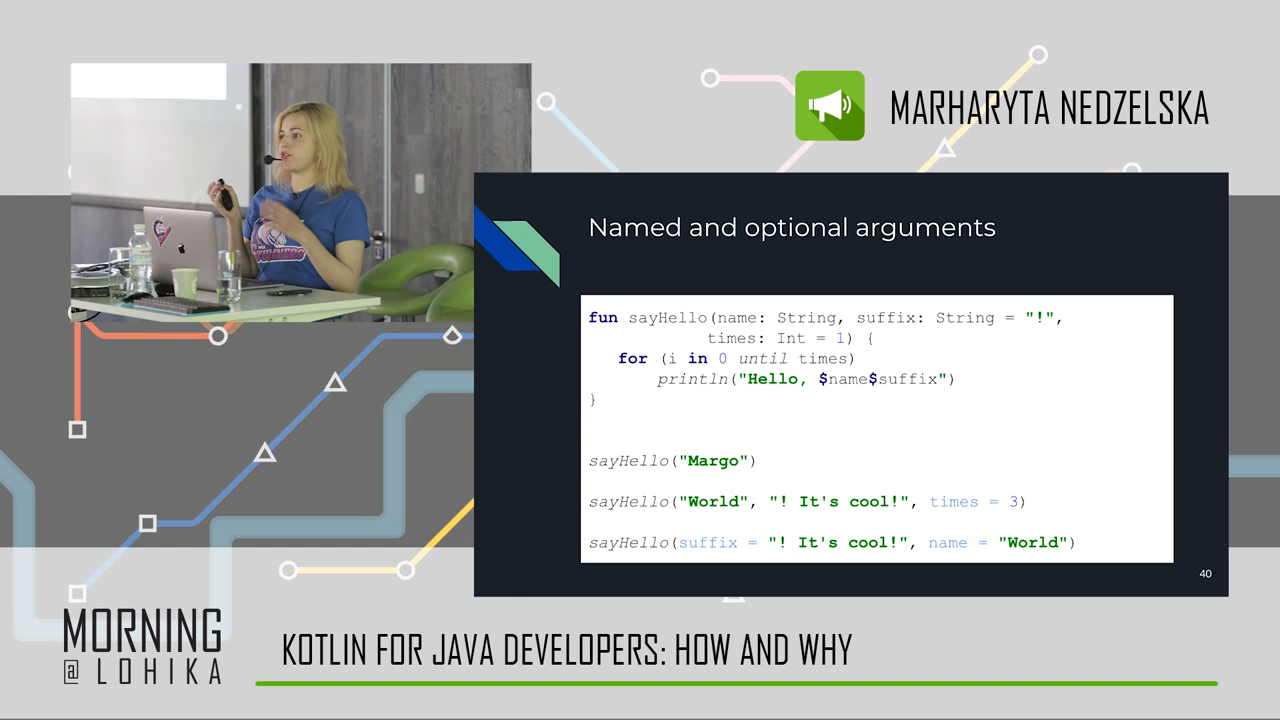 MARHARYTA NEDZELSKA
Named and optional arguments
fun sayHello(name: String, suffix: String = "!",
times: Int = 1) {
for (i in 0 until times)
println("Hello, $name$suffix")
}
sayHello("Margo")
sayHello("World", "! It's cool!", times = 3)
sayHello(suffix = "! It's cool!", name = "World")
40
MORNING
@ LOHIKA
KOTLIN FOR JAVA DEVELOPERS: HOW AND WHY